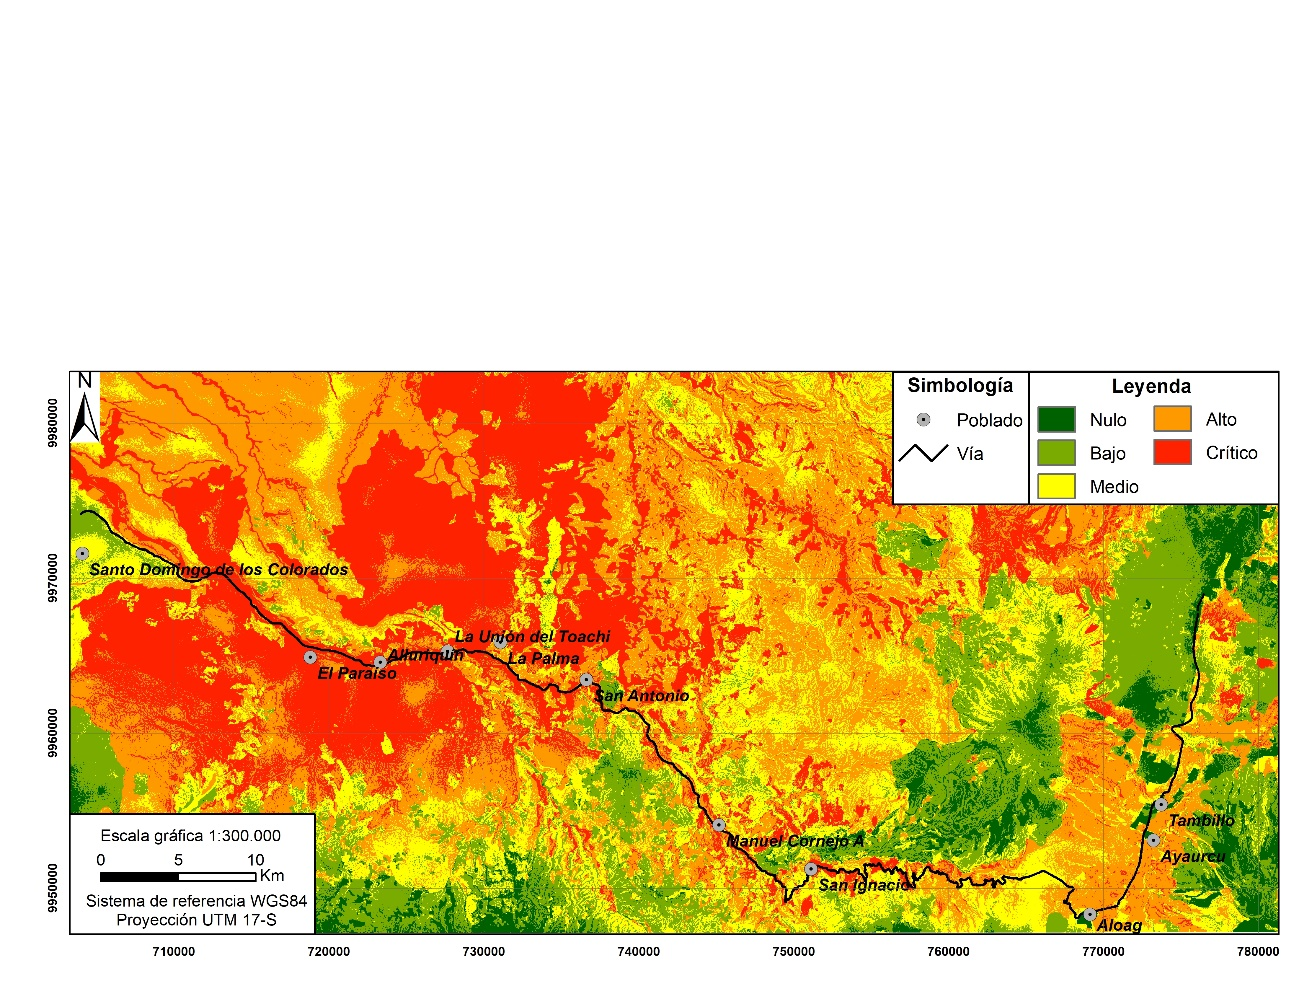 N
Simbología
Poblado
Vía
Leyenda
Nulo
Alto
Bajo
Crítico
Medio
9980000
9970000
9960000
9950000
Santo Domingo de los Colorados
La Unión del Toachi
Alluriquín
La Palma
El Paraiso
San Antonio
Manuel Cornejo A
San Ignacio
Tambillo
Ayaurcu
Aloag
Escala gráfica 1:300.000
0 5 10
Km
Sistema de referencia WGS84
Proyección UTM 17-S
710000 720000 730000 740000 750000 760000 770000 780000